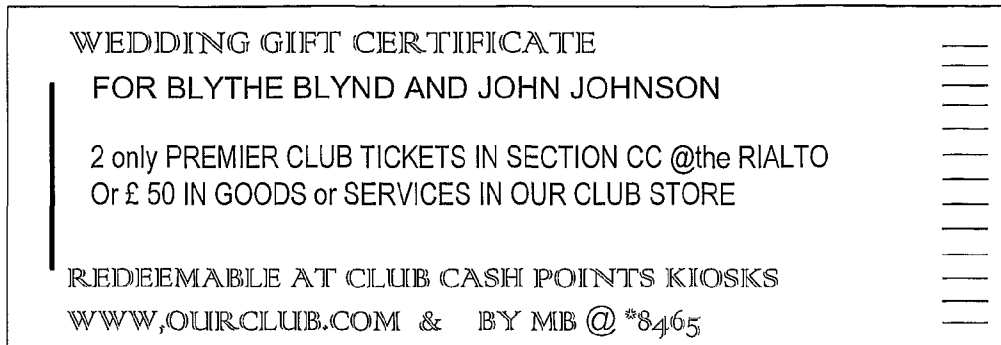 WEDDING GIFT CERTIFICATE
FOR BLYTHE BLYND AND JOHN JOHNSON
2 only PREMIER CLUB TICKETS IN SECTION CC @the RIALTO
Or £ 50 IN GOODS or SERVICES IN OUR CLUB STORE
REDEEMABLE AT CLUB CASH POINTS KIOSKS
WWW,OURCLUB.COM & BY MB @ *8465